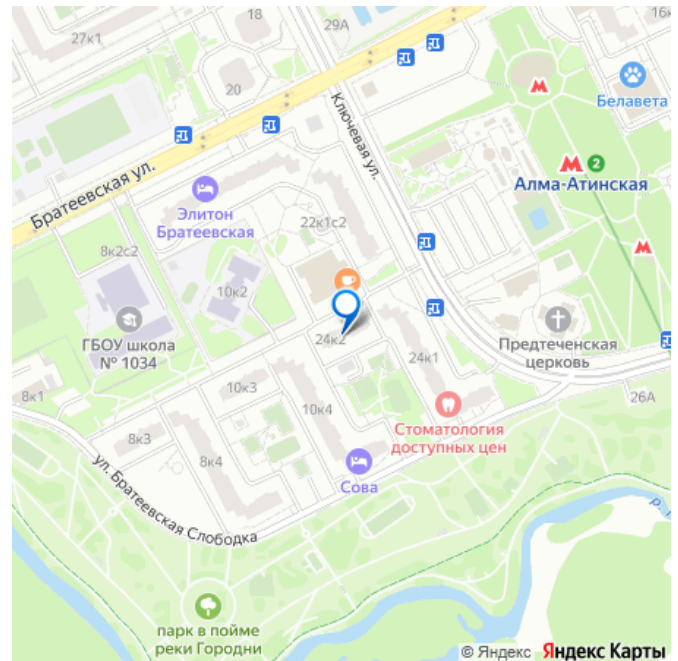 18
29А
16к
27к1
20
Белавета
Ключевая ул.
2
Алма-Атинская
Братеевская ул.
Элитон
Братеевская
22к1с2
8к2с2
10к2
ГБОУ школа
№ 1034
24к2
Предтеченская
церковь
24к1
8к1
10к3
10к4
26А
8к3
8к4
Стоматология
доступных цен
Сова
ул. Братеевская Слободка
парк в пойме
реки Городни
© Яндекс Яндекс Карты